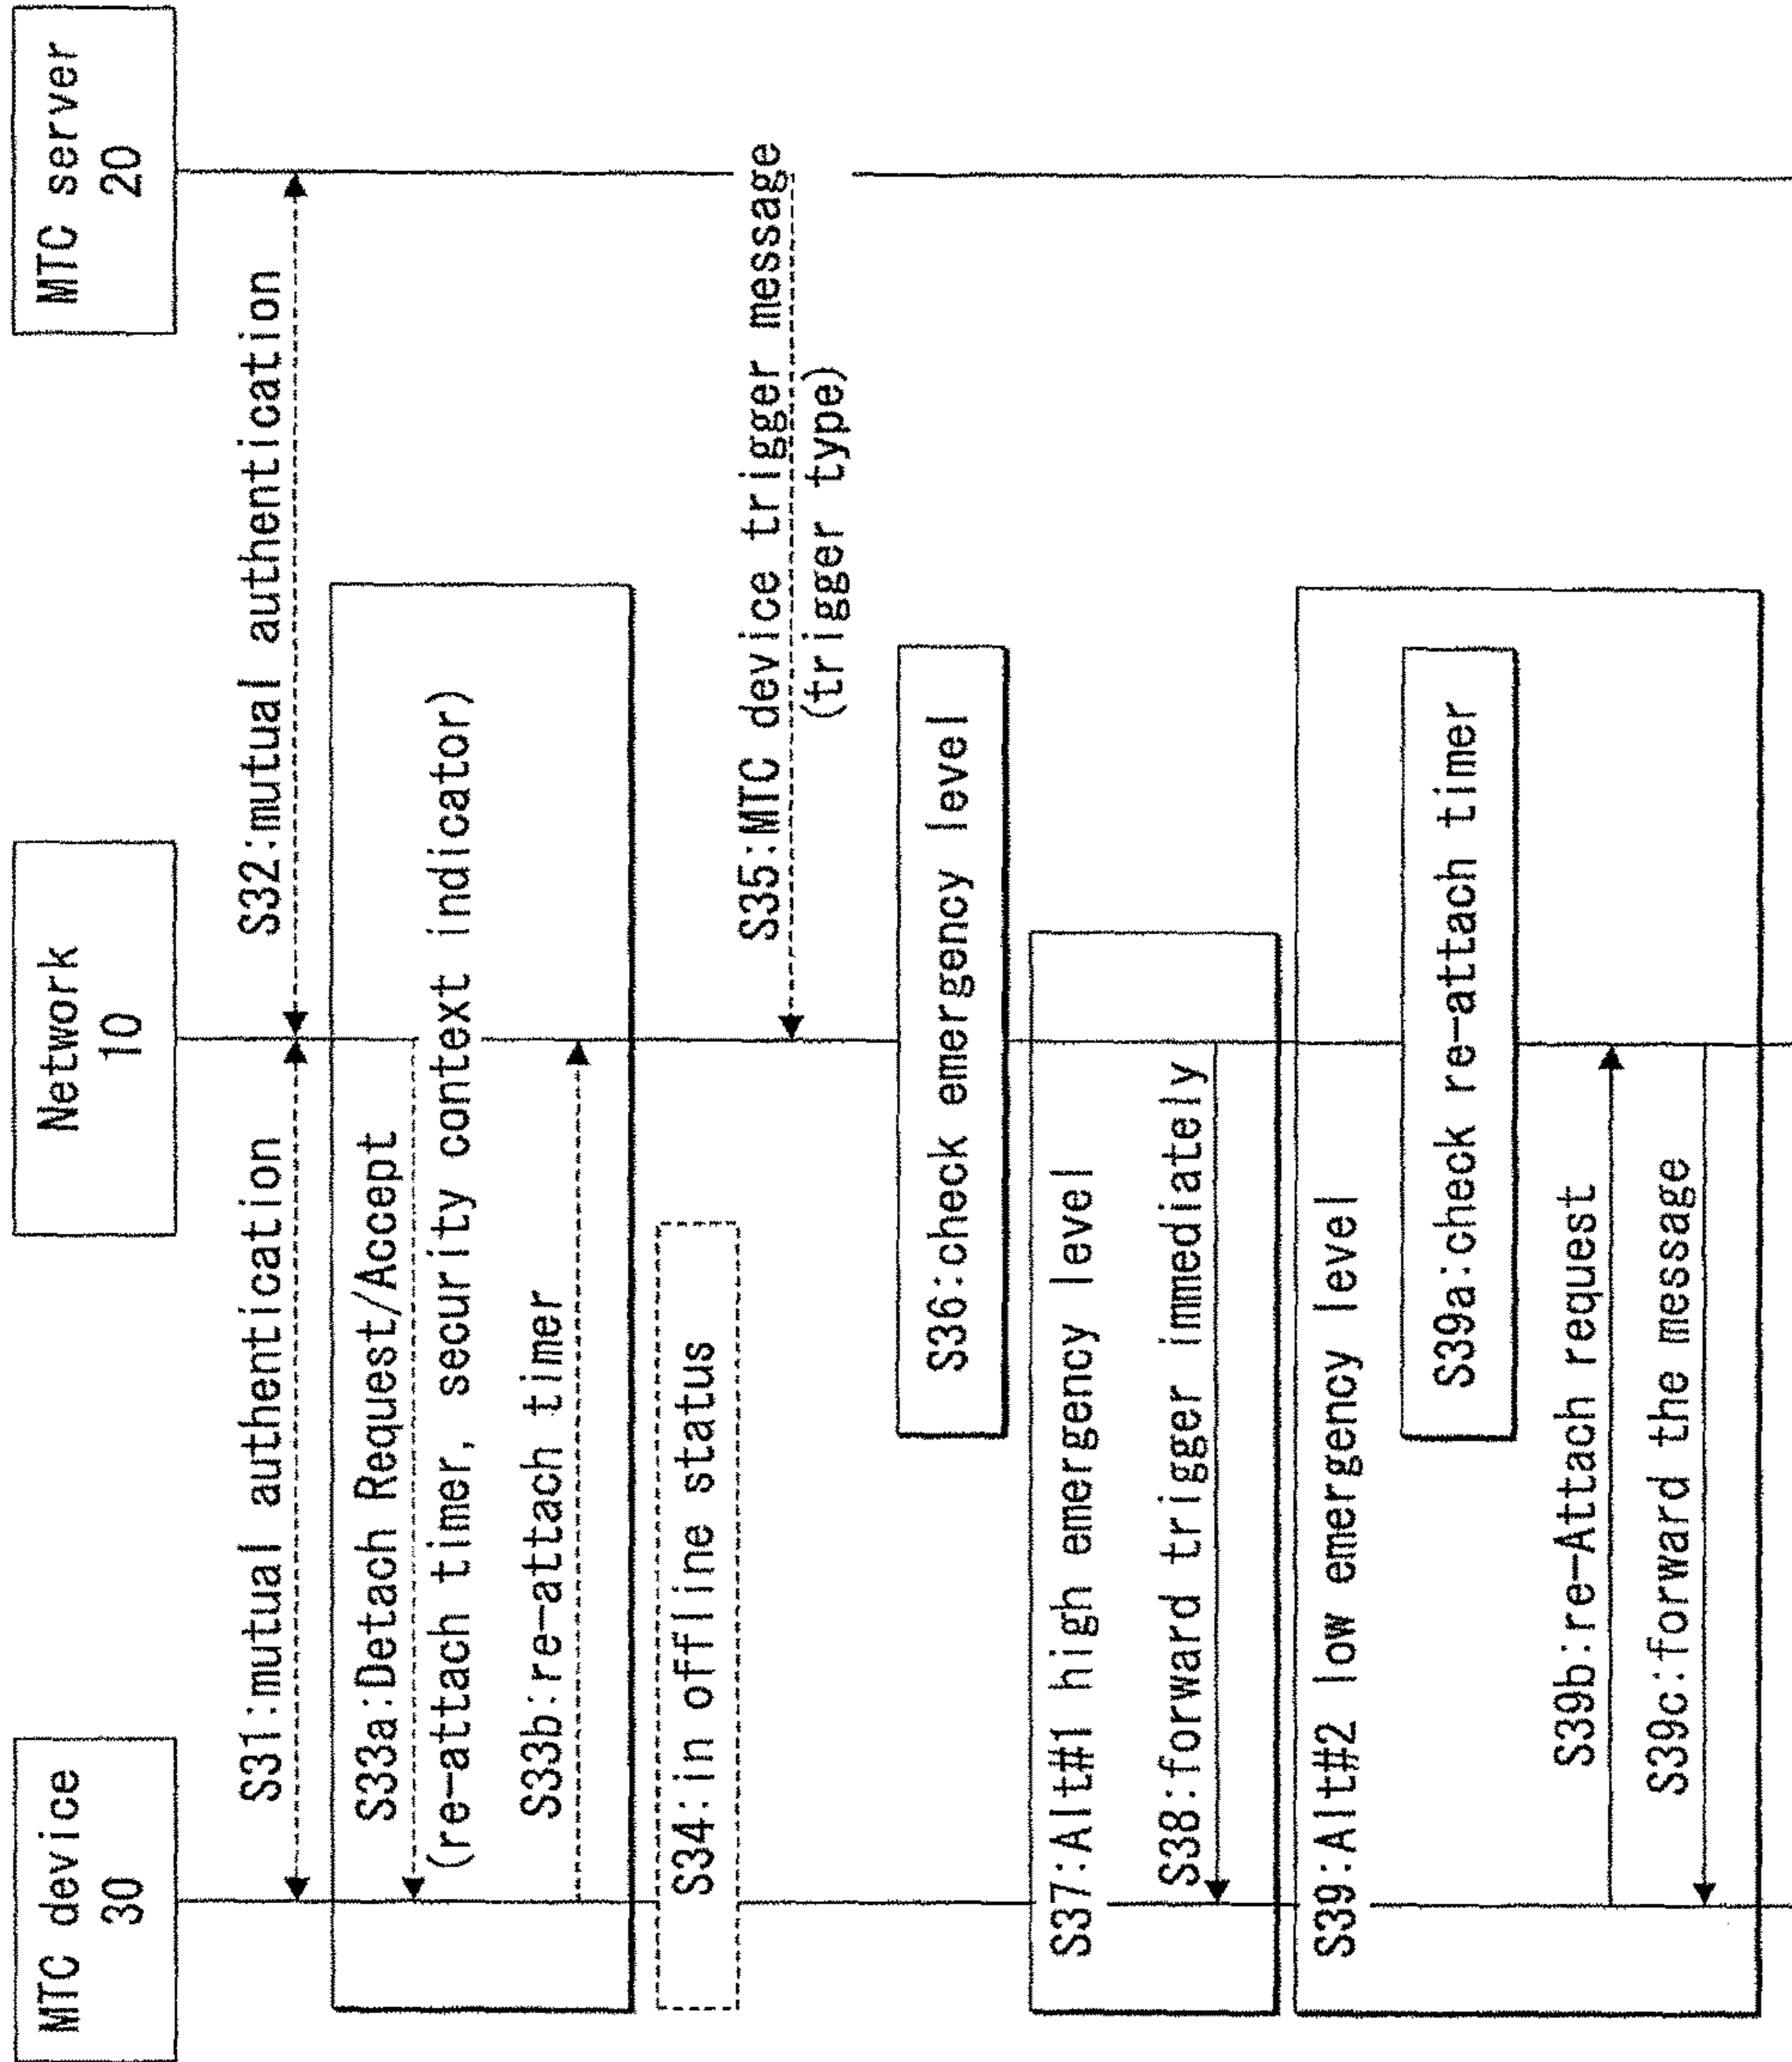 MTC device
30
Network
10
MTC server
20
S31:mutual authentication
S32:mutual authentication
S33a:Detach Request/Accept
(re-attach timer, security context indicator)
S33b:re-attach timer
S34:in offline status
S35:MTC device trigger message
(trigger type)
S36:check emergency level
S37:Alt#1 high emergency level
S38:forward trigger immediately
S39:Alt#2 low emergency level
S39a:check re-attach timer
S39b:re-Attach request
S39c:forward the message